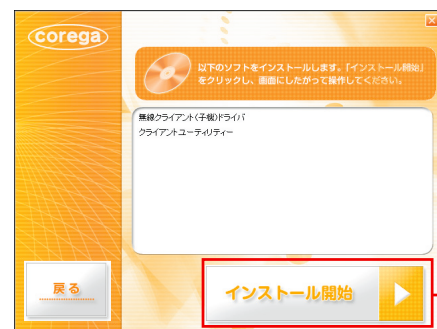 corega
以下のソフトをインストールします。「インストール開始」
をクリックし、画面にしたがって操作してください。
無線クライアント(子機)ドライバ
クライアントユーティリティー
戻る
インストール開始